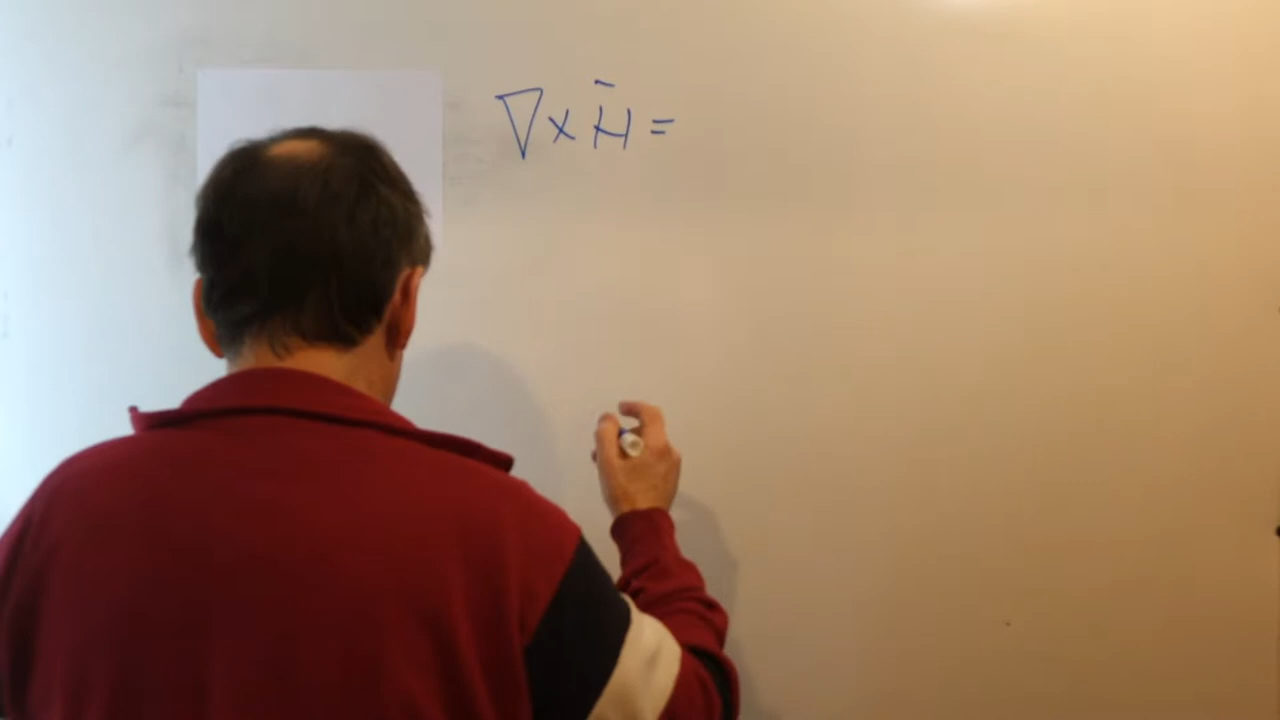 ∇ × H̄ =